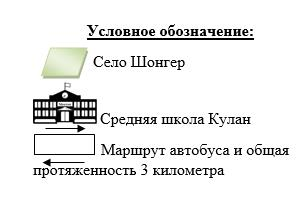 Условное обозначение:
Село Шонгер
Средняя школа Кулан
Маршрут автобуса и общая
протяженность 3 километра